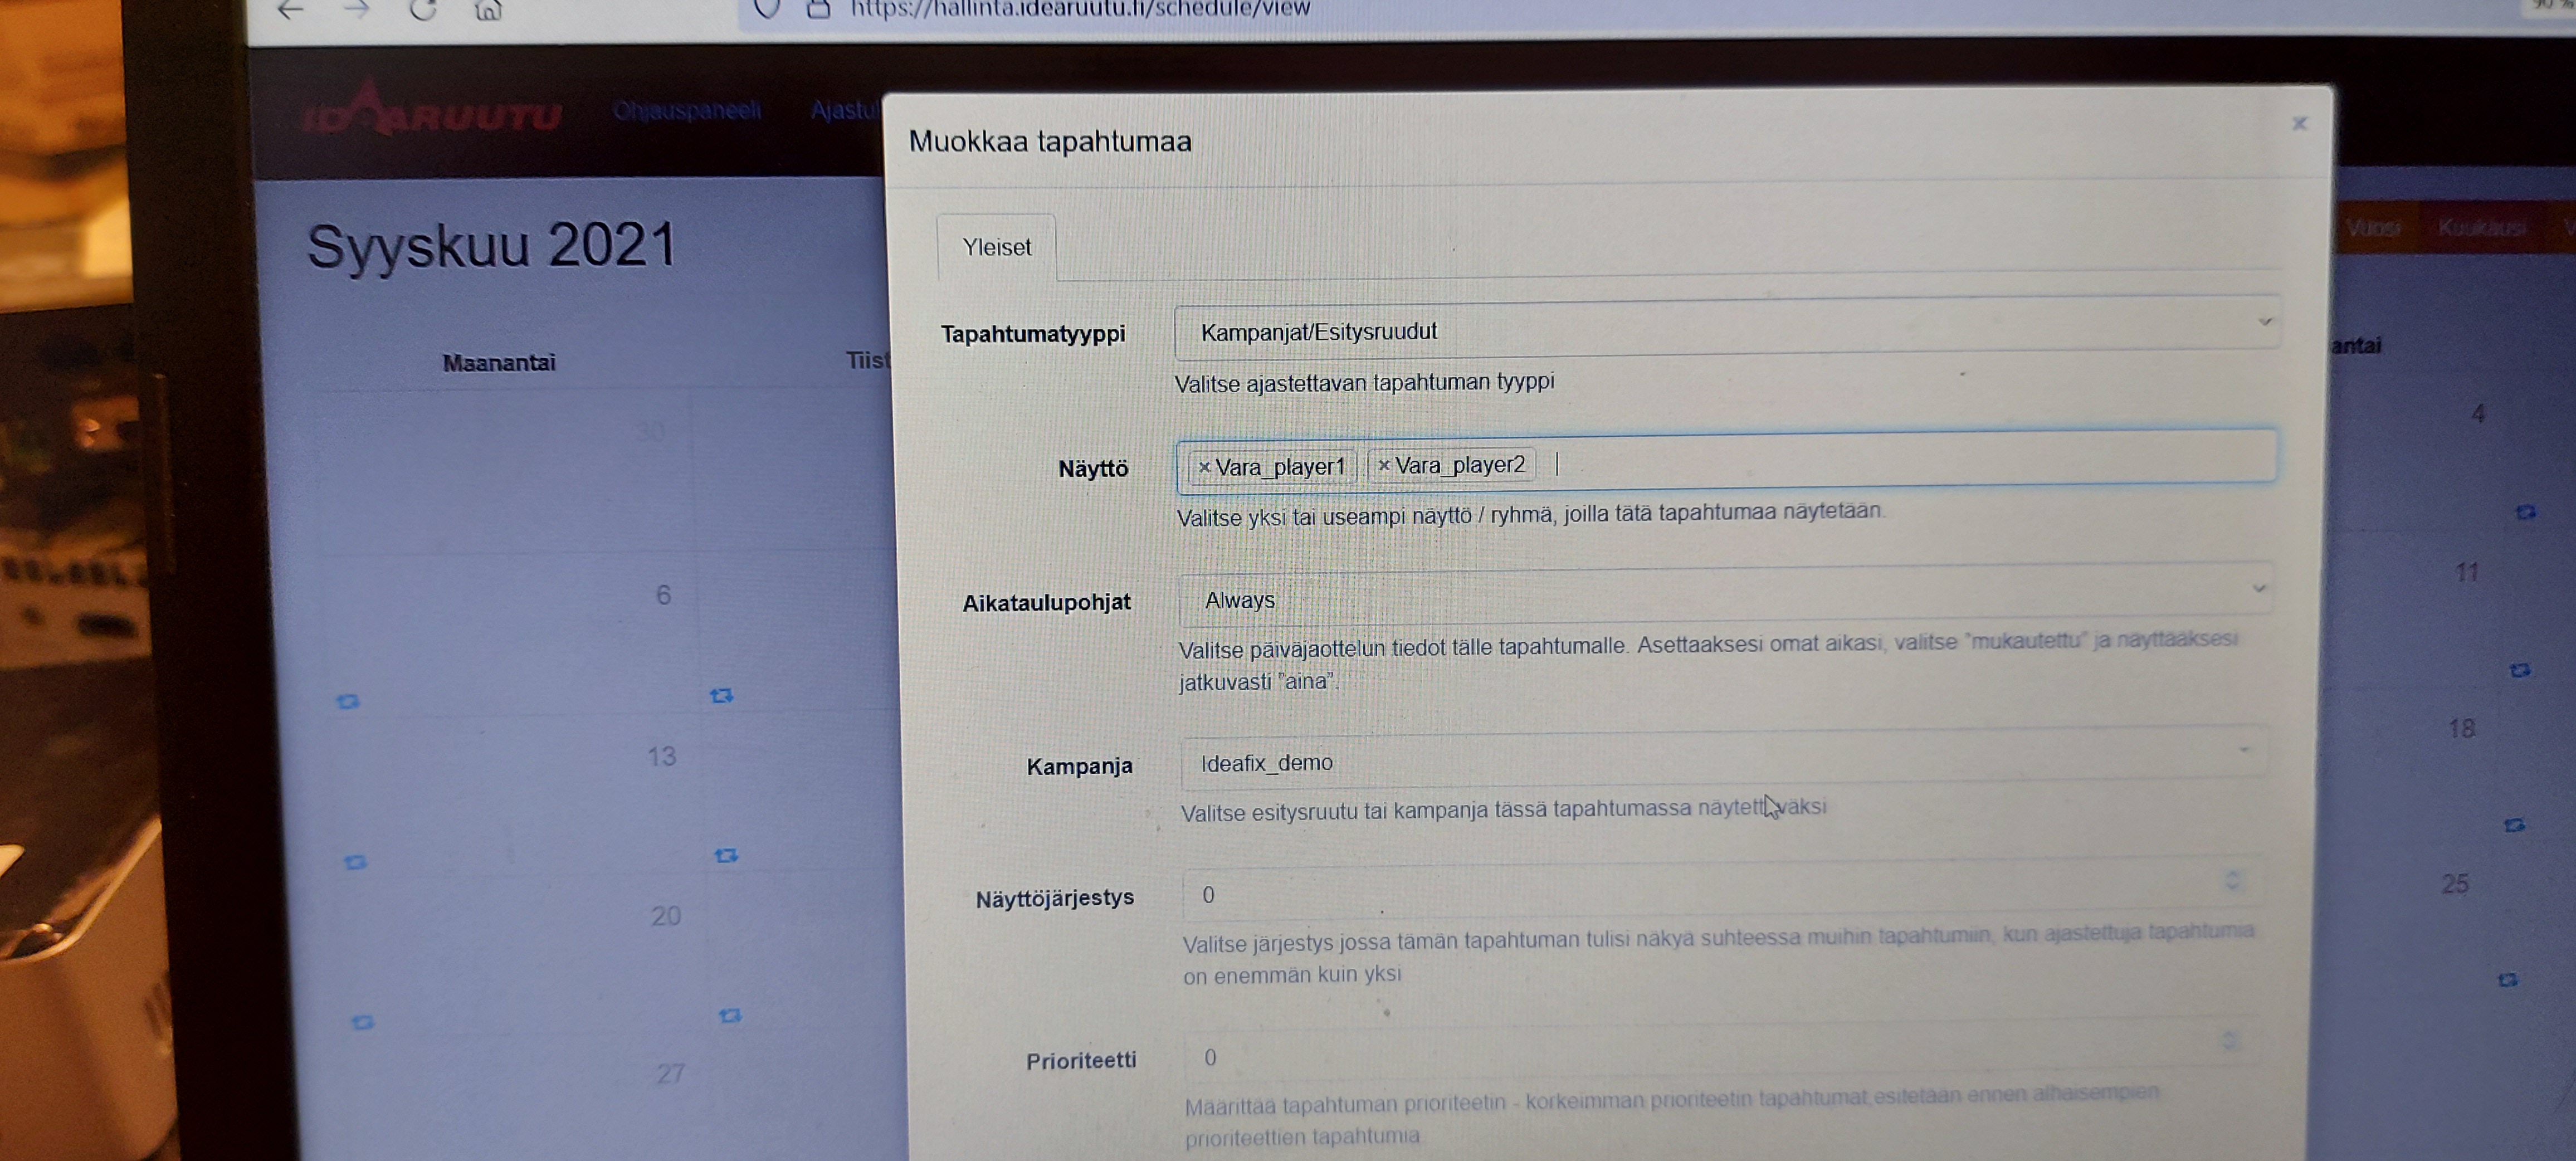 https://hallinta.idearuutu.fi/schedule/view
90 %
IDEARUUTU
Ohjauspaneeli
Muokkaa tapahtumaa
×
Syyskuu 2021
Yleiset
Vuosi
Kuukausi
Maanantai
Tiist
antai
Tapahtumatyyppi
Kampanjat/Esitysruudut
Valitse ajastettavan tapahtuman tyyppi
30
4
Näyttö
× Vara_player1
× Vara_player2
Valitse yksi tai useampi näyttö / ryhmä, joilla tätä tapahtumaa näytetään.
6
11
Aikataulupohjat
Always
Valitse päiväjaottelun tiedot tälle tapahtumalle. Asettaaksesi omat aikasi, valitse "mukautettu" ja näyttääksesi
jatkuvasti "aina".
13
18
Kampanja
Ideafix_demo
Valitse esitysruutu tai kampanja tässä tapahtumassa näytettäväksi
20
25
Näyttöjärjestys
0
Valitse järjestys jossa tämän tapahtuman tulisi näkyä suhteessa muihin tapahtumiin, kun ajastettuja tapahtumia
on enemmän kuin yksi
27
Prioriteetti
0
Määrittää tapahtuman prioriteetin - korkeimman prioriteetin tapahtumat esitetään ennen alhaisempien
prioriteettien tapahtumia